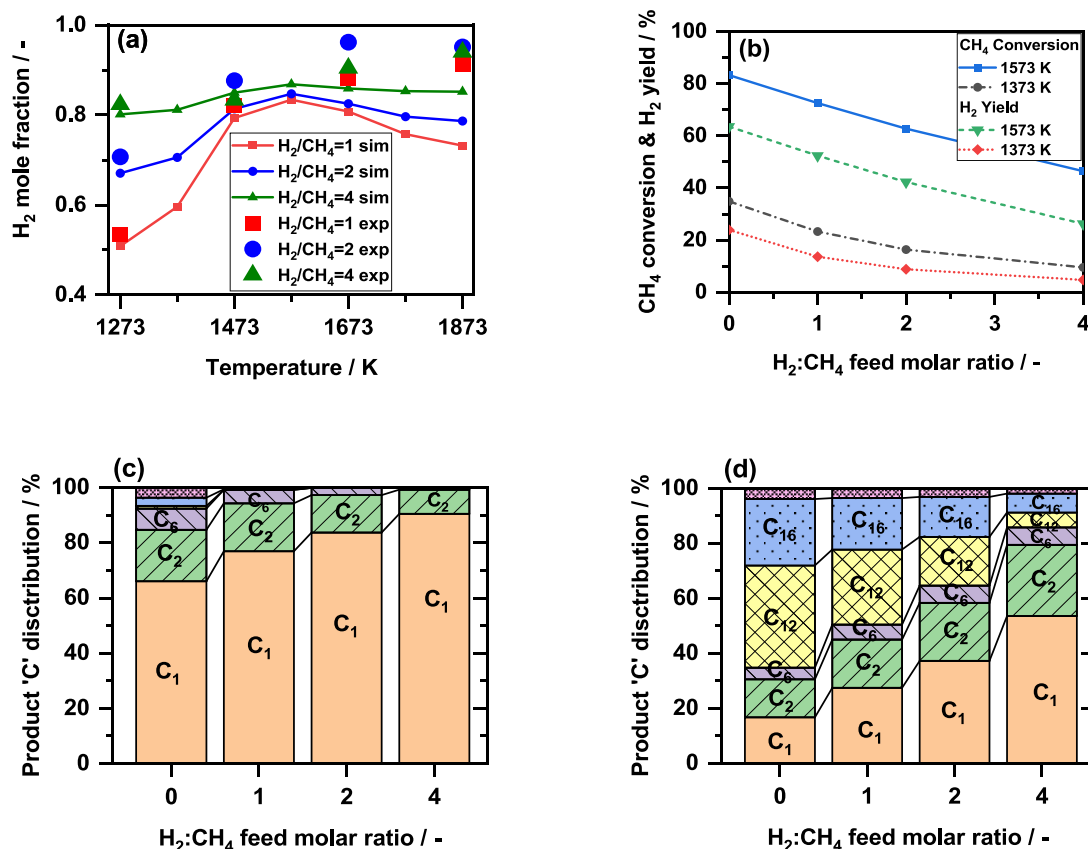 (a)
H₂ mole fraction / -
1.0
0.8
0.6
0.4
H₂/CH₄=1 sim
H₂/CH₄=2 sim
H₂/CH₄=4 sim
H₂/CH₄=1 exp
H₂/CH₄=2 exp
H₂/CH₄=4 exp
1273 1473 1673 1873
Temperature / K
(b)
CH₄ conversion & H₂ yield / %
100
80
60
40
20
0
CH₄ Conversion
1573 K
1373 K
H₂ Yield
1573 K
1373 K
0 1 2 3 4
H₂:CH₄ feed molar ratio / -
(c)
Product 'C' disctribution / %
100
80
60
40
20
0
C₆ C₆
C₂ C₂ C₂ C₂
C₁ C₁ C₁ C₁
0 1 2 4
H₂:CH₄ feed molar ratio / -
(d)
Product 'C' disctribution / %
100
80
60
40
20
0
C₁₆ C₁₆ C₁₆ C₁₆
C₁₂ C₁₂ C₁₂ C₁₂
C₆ C₆ C₆ C₆
C₂ C₂ C₂ C₂
C₁ C₁ C₁ C₁
0 1 2 4
H₂:CH₄ feed molar ratio / -